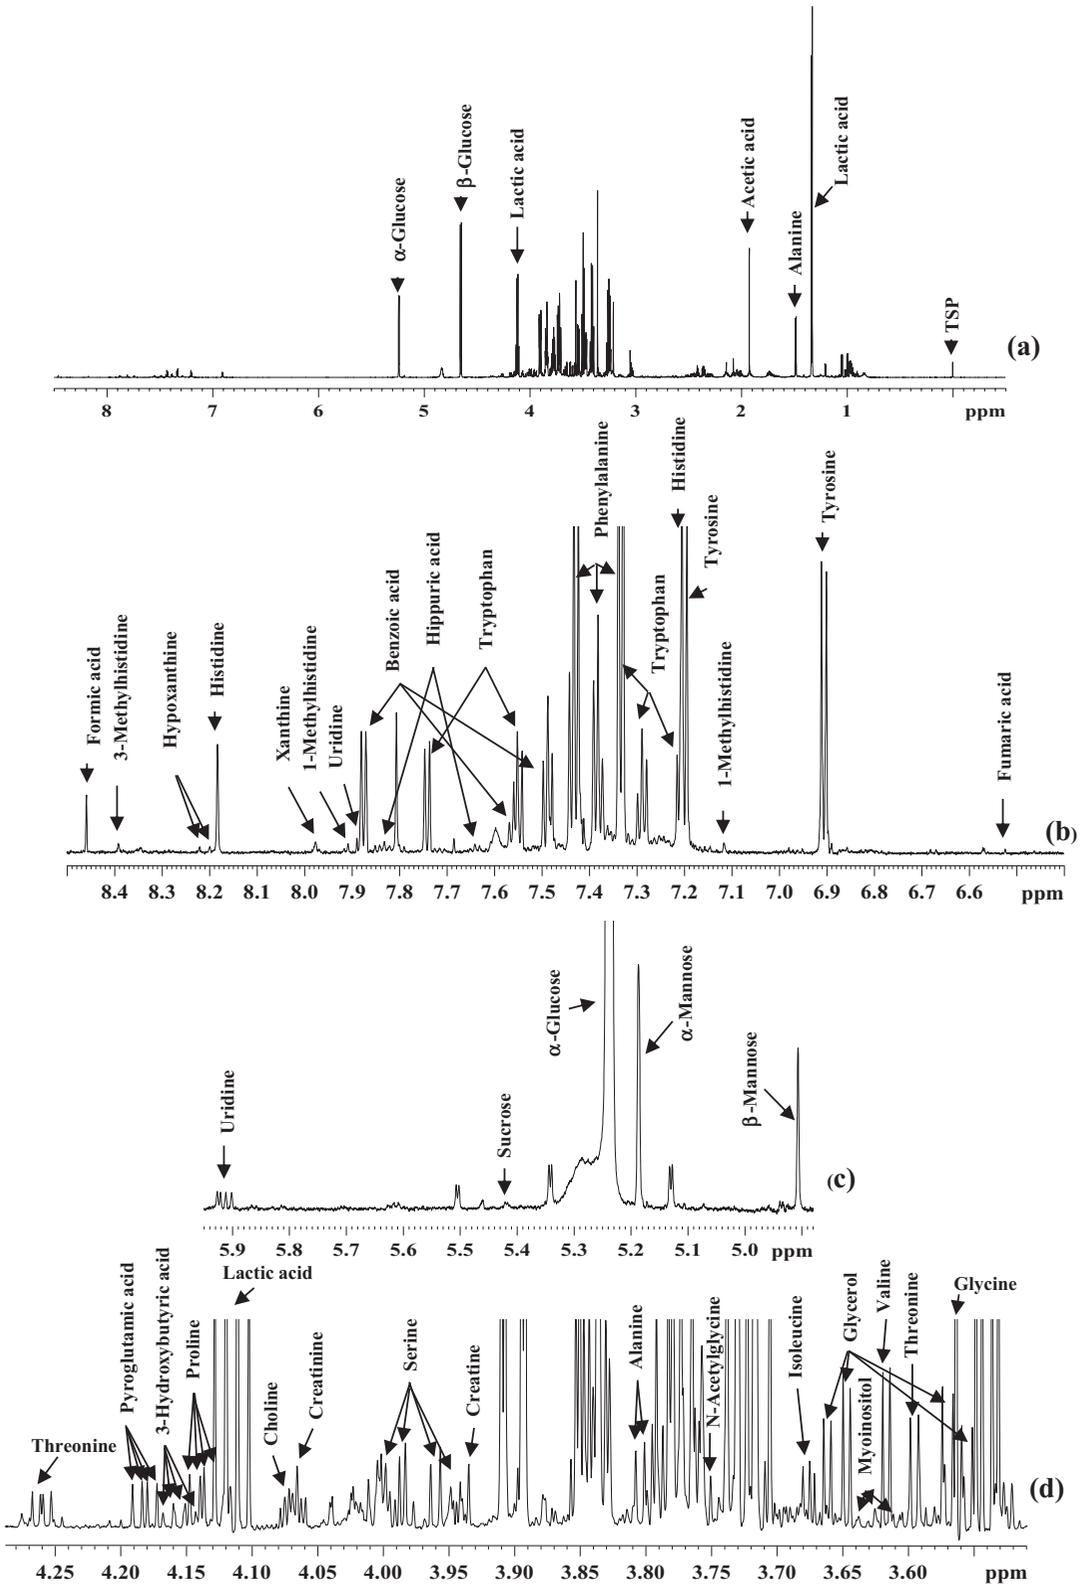 α-Glucose
β-Glucose
Lactic acid
Acetic acid
Alanine
Lactic acid
TSP
(a)
8 7 6 5 4 3 2 1 ppm
Formic acid
3-Methylhistidine
Hypoxanthine
Histidine
Xanthine
1-Methylhistidine
Uridine
Benzoic acid
Hippuric acid
Tryptophan
Phenylalanine
Tryptophan
Histidine
Tyrosine
1-Methylhistidine
Tyrosine
Fumaric acid
(b)
8.4 8.3 8.2 8.1 8.0 7.9 7.8 7.7 7.6 7.5 7.4 7.3 7.2 7.1 7.0 6.9 6.8 6.7 6.6 ppm
Uridine
Sucrose
α-Glucose
α-Mannose
β-Mannose
(c)
5.9 5.8 5.7 5.6 5.5 5.4 5.3 5.2 5.1 5.0 ppm
Threonine
Pyroglutamic acid
3-Hydroxybutyric acid
Proline
Lactic acid
Choline
Creatinine
Serine
Creatine
Alanine
N-Acetylglycine
Isoleucine
Glycerol
Myoinositol
Valine
Threonine
Glycine
(d)
4.25 4.20 4.15 4.10 4.05 4.00 3.95 3.90 3.85 3.80 3.75 3.70 3.65 3.60 ppm